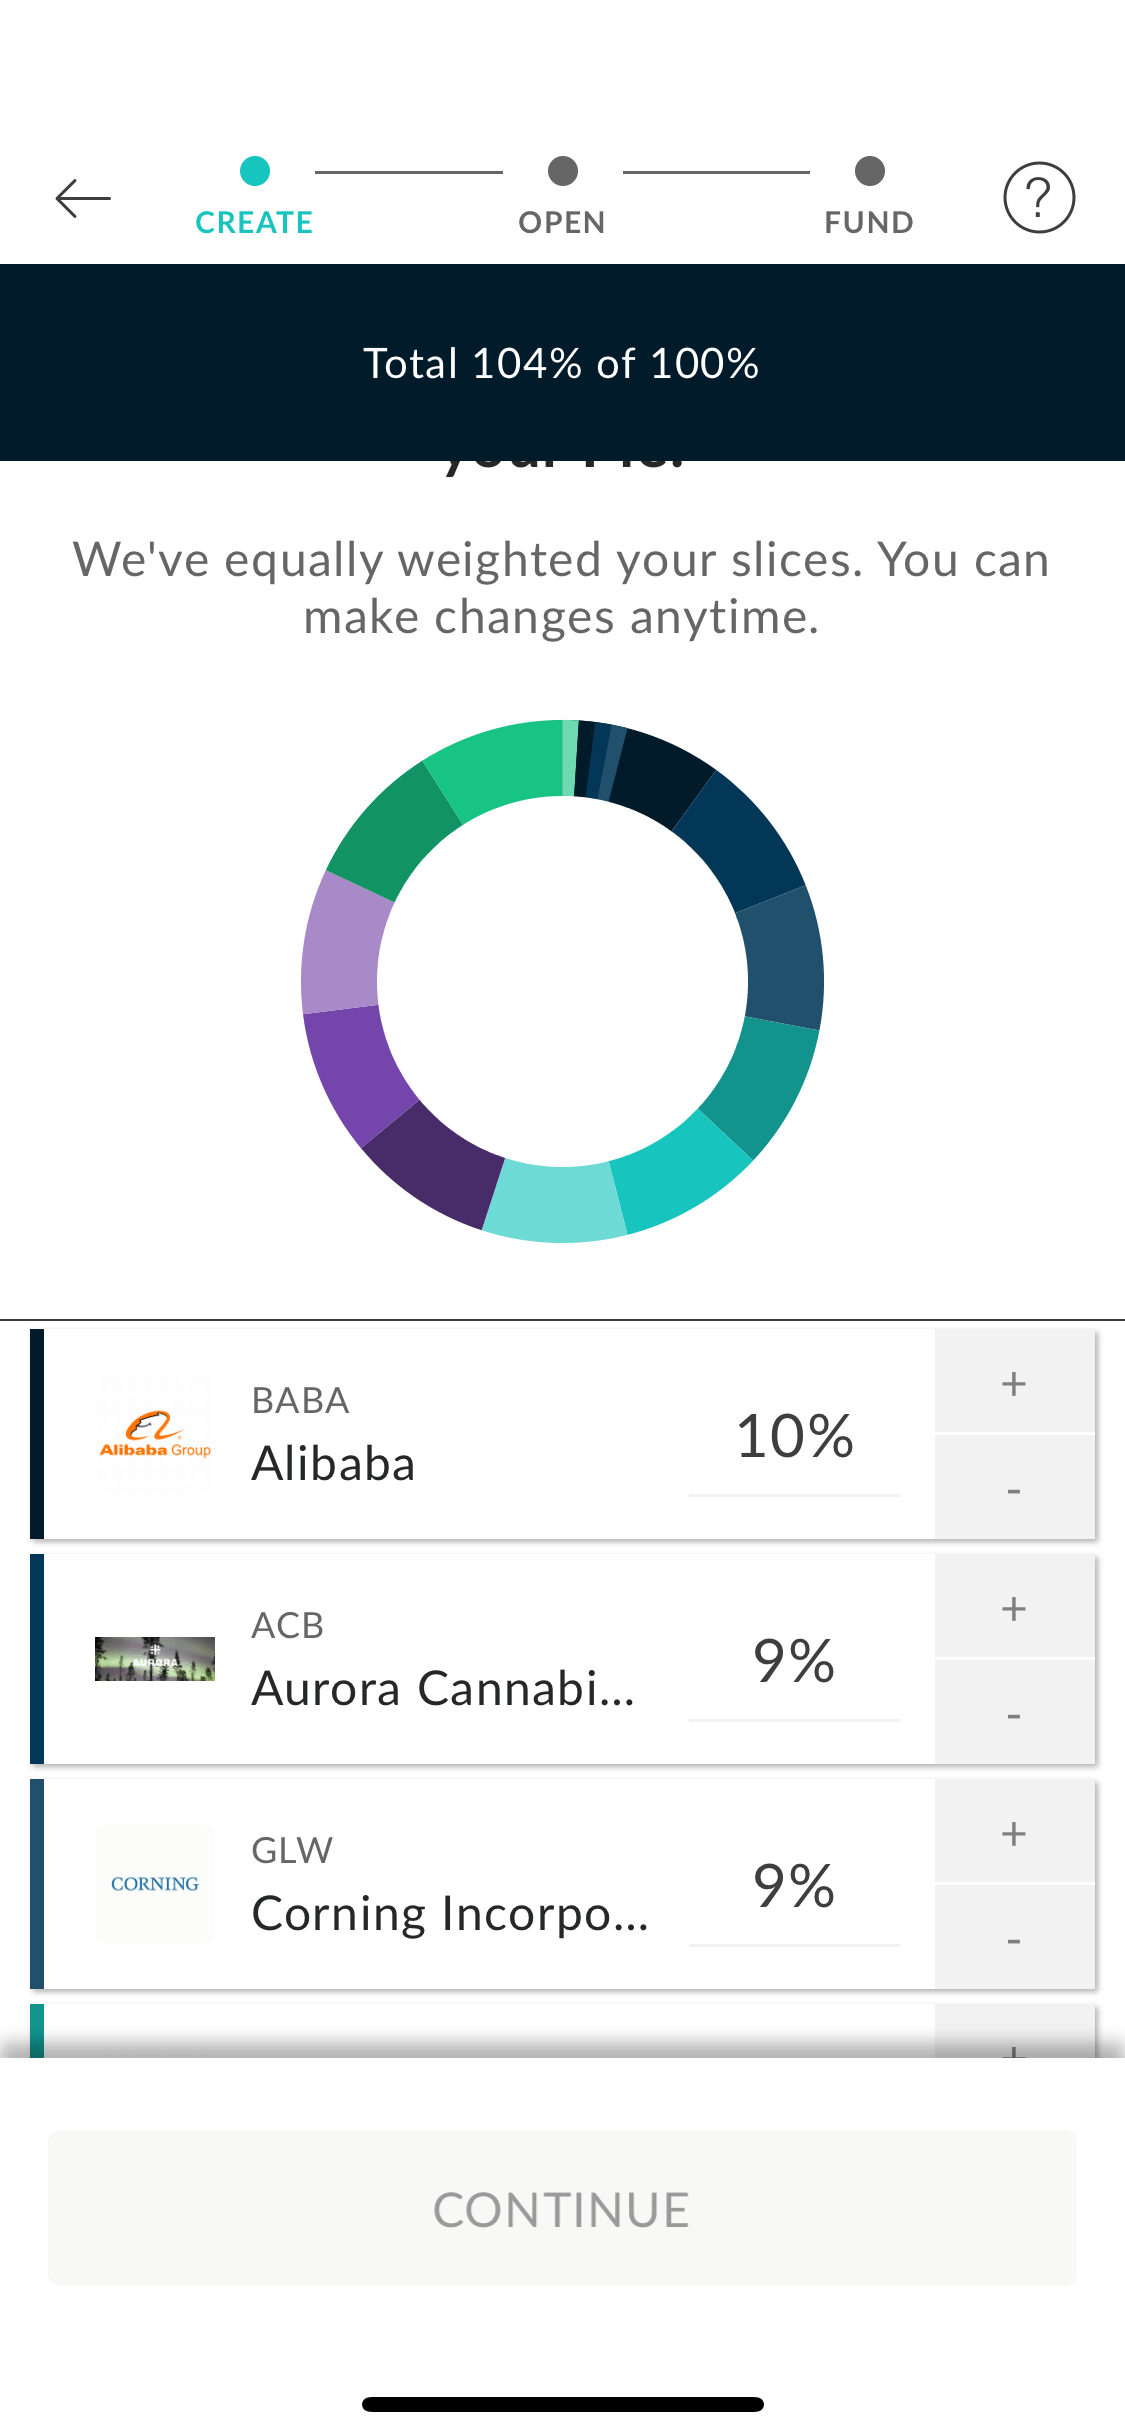 CREATE
OPEN
FUND
?
Total 104% of 100%
We've equally weighted your slices. You can
make changes anytime.
Alibaba Group
BABA
Alibaba
10%
+
-
AURORA
ACB
Aurora Cannabi...
9%
+
-
CORNING
GLW
Corning Incorpo...
9%
+
-
+
CONTINUE